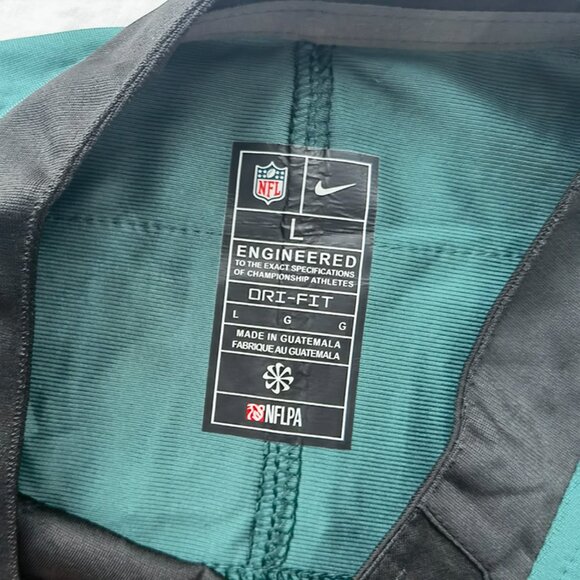 NFL
L
ENGINEERED
TO THE EXACT SPECIFICATIONS
OF CHAMPIONSHIP ATHLETES
DRI-FIT
L G G
MADE IN GUATEMALA
FABRIQUE AU GUATEMALA
NFLPA